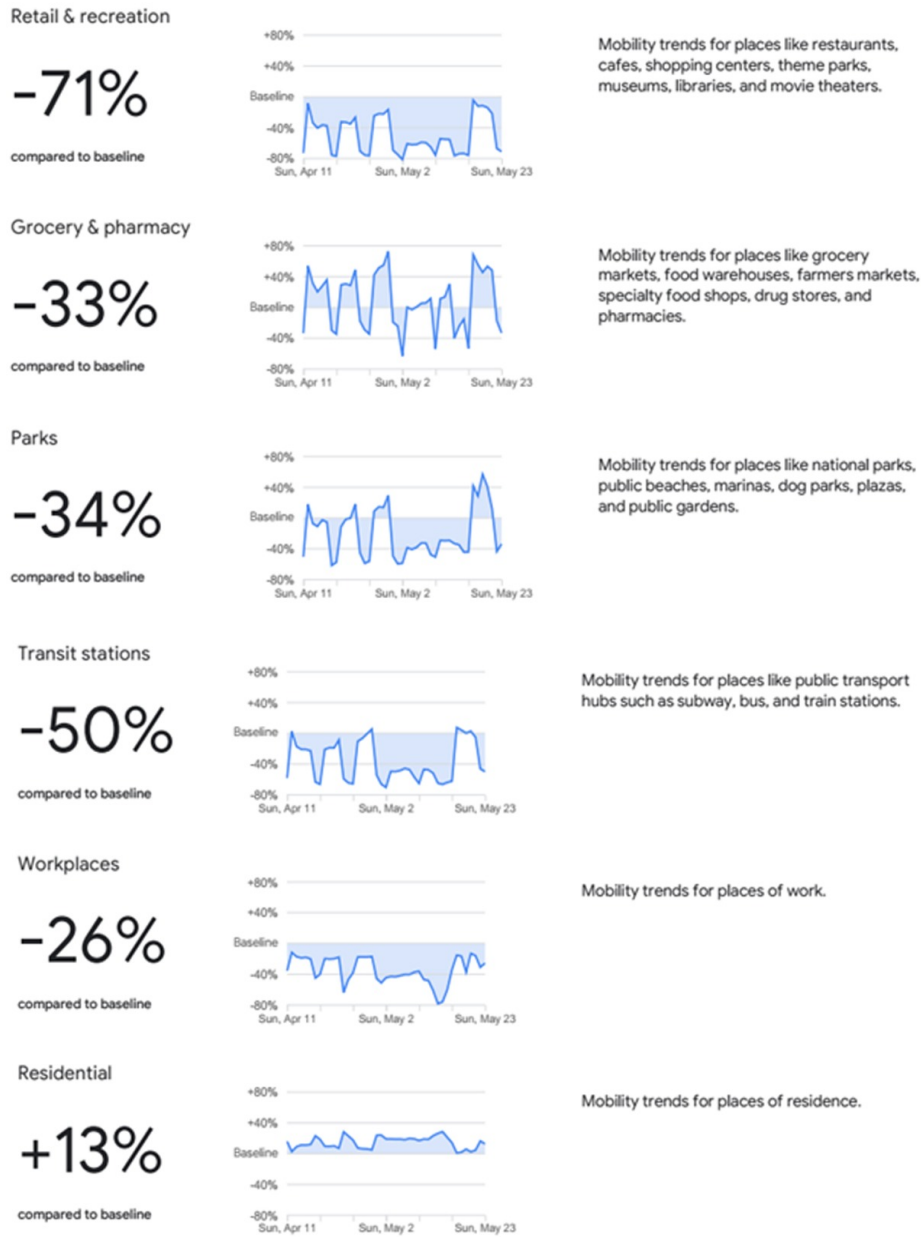 Retail & recreation
-71%
compared to baseline
+80%
+40%
Baseline
-40%
-80%
Sun, Apr 11
Sun, May 2
Sun, May 23
Mobility trends for places like restaurants,
cafes, shopping centers, theme parks,
museums, libraries, and movie theaters.
Grocery & pharmacy
-33%
compared to baseline
+80%
+40%
Baseline
-40%
-80%
Sun, Apr 11
Sun, May 2
Sun, May 23
Mobility trends for places like grocery
markets, food warehouses, farmers markets,
specialty food shops, drug stores, and
pharmacies.
Parks
-34%
compared to baseline
+80%
+40%
Baseline
-40%
-80%
Sun, Apr 11
Sun, May 2
Sun, May 23
Mobility trends for places like national parks,
public beaches, marinas, dog parks, plazas,
and public gardens.
Transit stations
-50%
compared to baseline
+80%
+40%
Baseline
-40%
-80%
Sun, Apr 11
Sun, May 2
Sun, May 23
Mobility trends for places like public transport
hubs such as subway, bus, and train stations.
Workplaces
-26%
compared to baseline
+80%
+40%
Baseline
-40%
-80%
Sun, Apr 11
Sun, May 2
Sun, May 23
Mobility trends for places of work.
Residential
+13%
compared to baseline
+80%
+40%
Baseline
-40%
-80%
Sun, Apr 11
Sun, May 2
Sun, May 23
Mobility trends for places of residence.